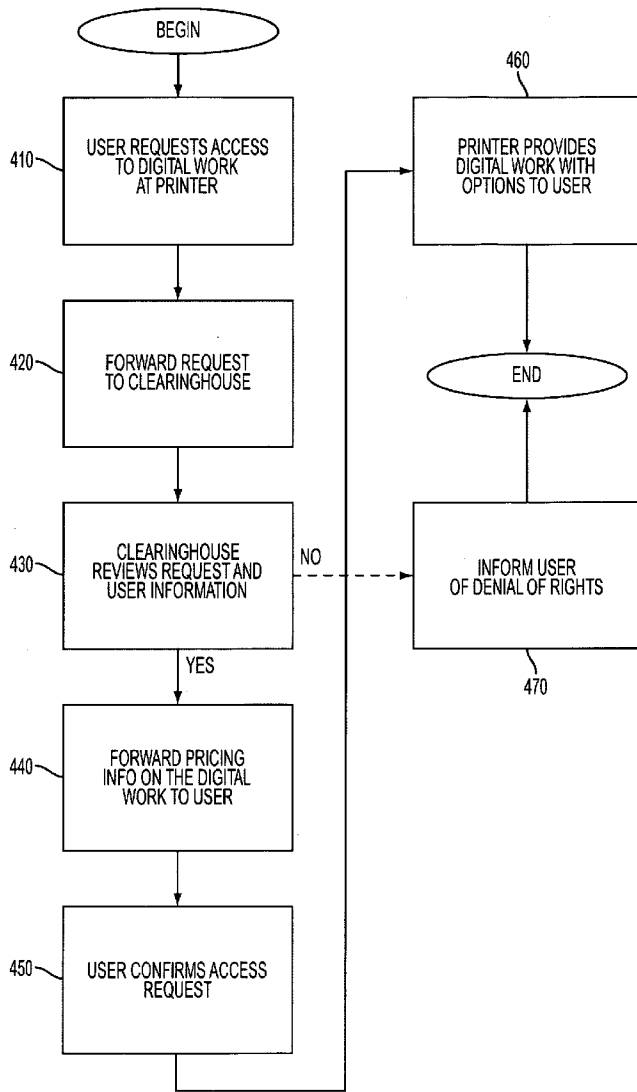 BEGIN
410
USER REQUESTS ACCESS
TO DIGITAL WORK
AT PRINTER
420
FORWARD REQUEST
TO CLEARINGHOUSE
430
CLEARINGHOUSE
REVIEWS REQUEST AND
USER INFORMATION
NO
YES
440
FORWARD PRICING
INFO ON THE DIGITAL
WORK TO USER
450
USER CONFIRMS ACCESS
REQUEST
460
PRINTER PROVIDES
DIGITAL WORK WITH
OPTIONS TO USER
END
INFORM USER
OF DENIAL OF RIGHTS
470